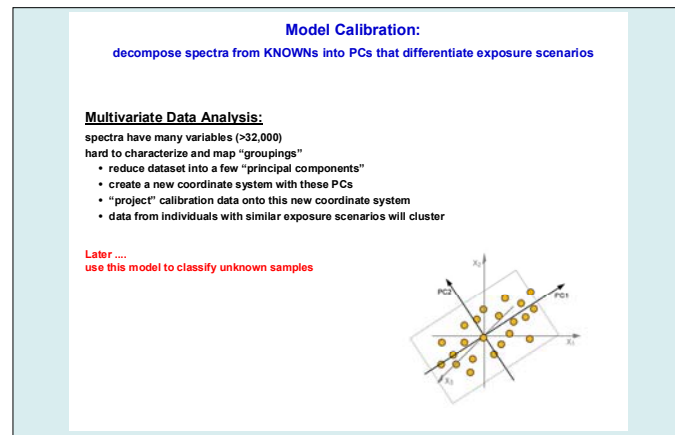 Model Calibration:
decompose spectra from KNOWNs into PCs that differentiate exposure scenarios
Multivariate Data Analysis:
spectra have many variables (>32,000)
hard to characterize and map “groupings”
• reduce dataset into a few “principal components”
• create a new coordinate system with these PCs
• “project” calibration data onto this new coordinate system
• data from individuals with similar exposure scenarios will cluster
Later ....
use this model to classify unknown samples
X₂
PC2
PC1
X₁
X₃